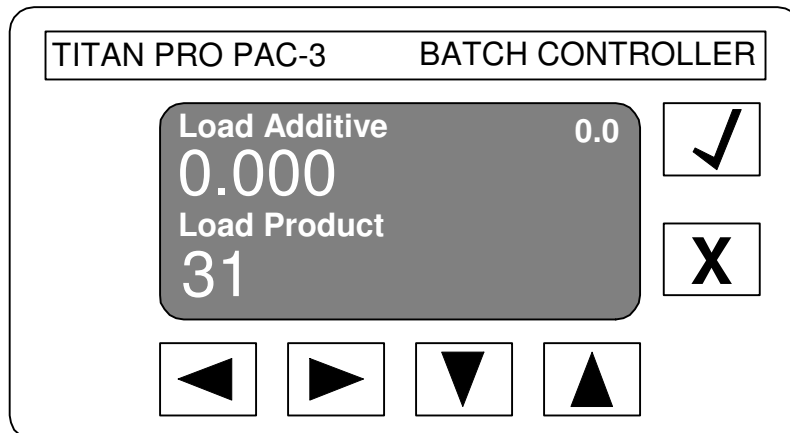 TITAN PRO PAC-3 BATCH CONTROLLER
Load Additive 0.0
0.000
Load Product
31
X